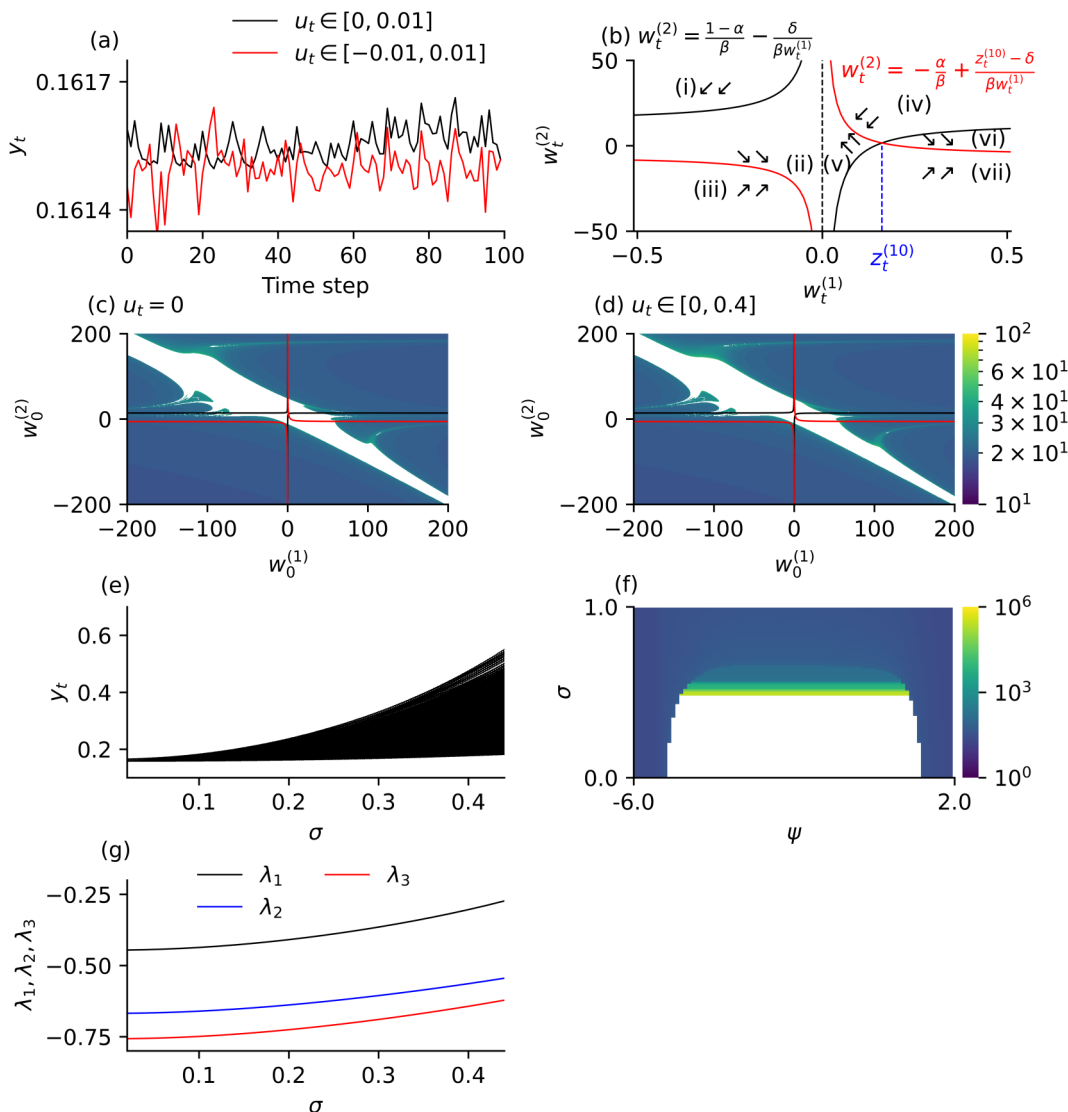 (a)
u_t ∈ [0, 0.01]
u_t ∈ [−0.01, 0.01]
0.1617
0.1614
y_t
0 20 40 60 80 100
Time step
(b) w_t^(2) = (1−α)/β − δ/(βw_t^(1))
w_t^(2) = −α/β + (z_t^(10) − δ)/(βw_t^(1))
50
0
−50
w_t^(2)
(i)↙↙
↙↙ (iv)
↘↘ (ii) (v) ↗↗ ↘↘ (vi)
(iii) ↗↗ ↗↗ (vii)
−0.5 0.0 0.5
z_t^(10)
w_t^(1)
(c) u_t = 0
200
0
−200
w_0^(2)
−200 −100 0 100 200
w_0^(1)
(d) u_t ∈ [0, 0.4]
200
0
−200
w_0^(2)
−200 −100 0 100 200
w_0^(1)
10^2
6 × 10^1
4 × 10^1
3 × 10^1
2 × 10^1
10^1
(e)
0.6
0.4
0.2
y_t
0.1 0.2 0.3 0.4
σ
(f)
1.0
0.0
σ
-6.0 2.0
ψ
10^6
10^3
10^0
(g)
λ_1 λ_3
λ_2
−0.25
−0.50
−0.75
λ_1, λ_2, λ_3
0.1 0.2 0.3 0.4
σ